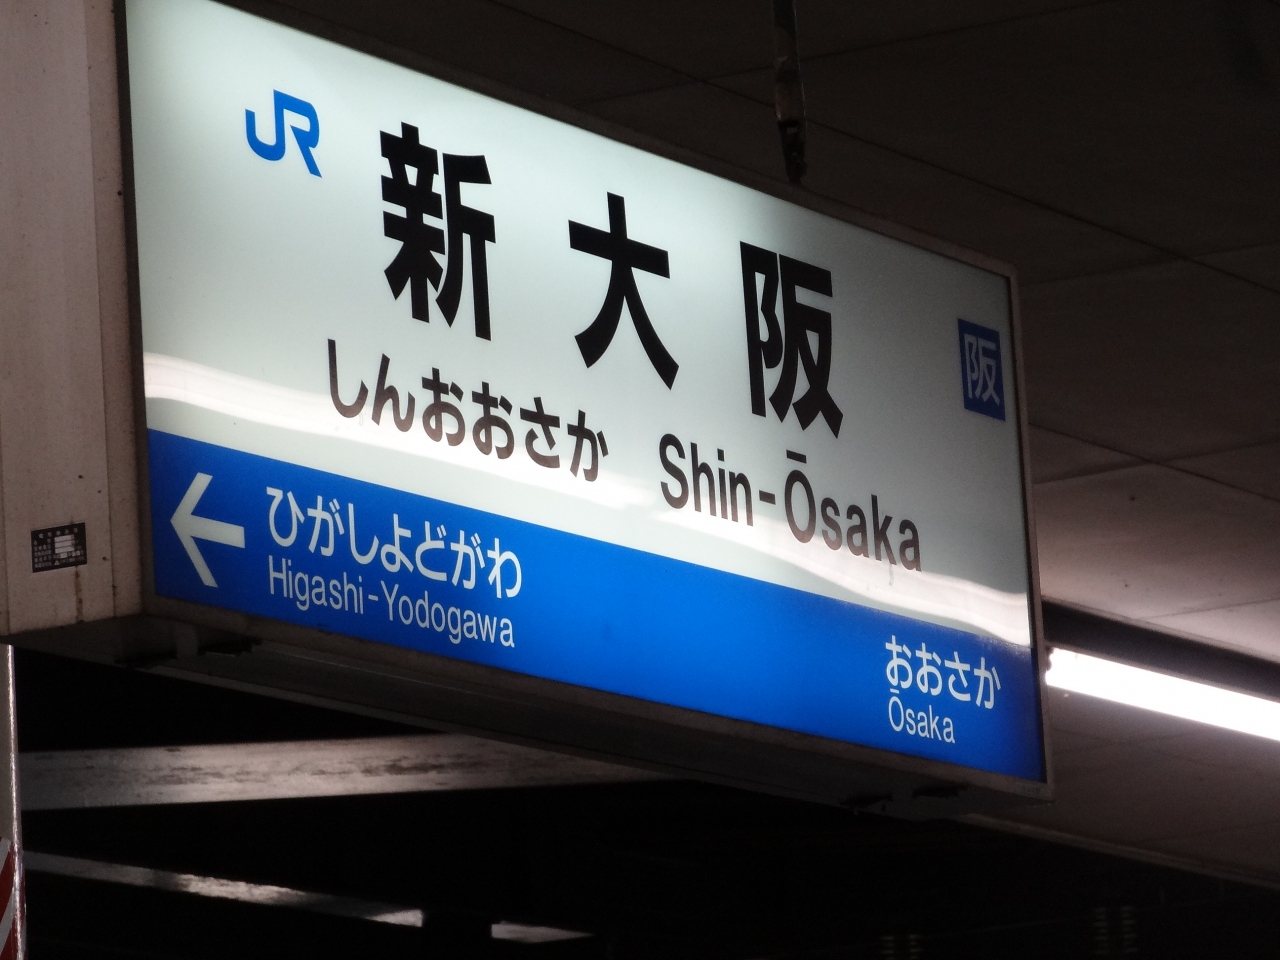 JR
新大阪
阪
しんおおさか Shin-Ōsaka
← ひがしよどがわ
Higashi-Yodogawa
おおさか
Ōsaka